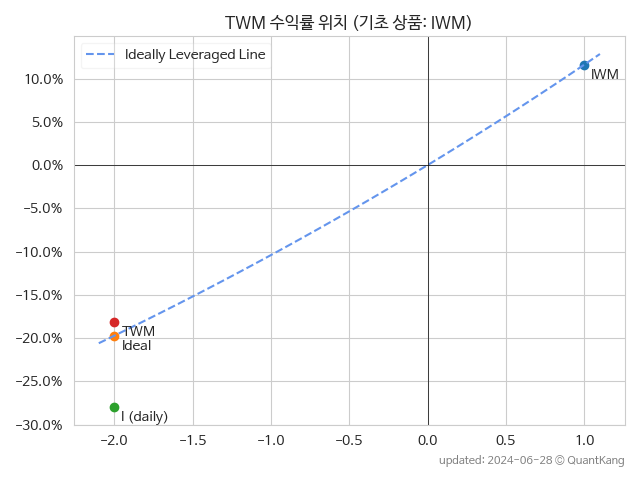 TWM 수익률 위치 (기초 상품: IWM)
Ideally Leveraged Line
10.0%
5.0%
0.0%
−5.0%
−10.0%
−15.0%
−20.0%
−25.0%
−30.0%
IWM
TWM
Ideal
I (daily)
−2.0 −1.5 −1.0 −0.5 0.0 0.5 1.0
updated: 2024-06-28 © QuantKang